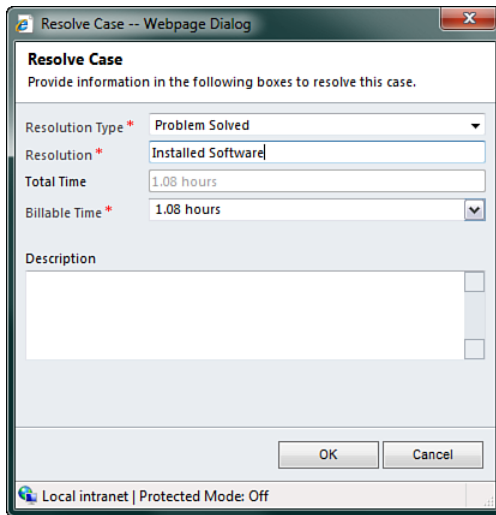 Resolve Case -- Webpage Dialog
Resolve Case
Provide information in the following boxes to resolve this case.
Resolution Type * Problem Solved
Resolution * Installed Software
Total Time 1.08 hours
Billable Time * 1.08 hours
Description
OK Cancel
Local intranet | Protected Mode: Off